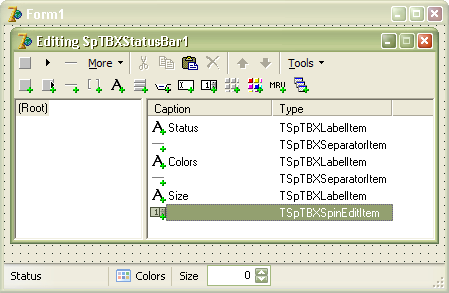 Form1
Editing SpTBXStatusBar1
More Tools
MRU
(Root)
Caption Type
Status TSpTBXLabelItem
TSpTBXSeparatorItem
Colors TSpTBXLabelItem
TSpTBXSeparatorItem
Size TSpTBXLabelItem
TSpTBXSpinEditItem
Status Colors Size 0